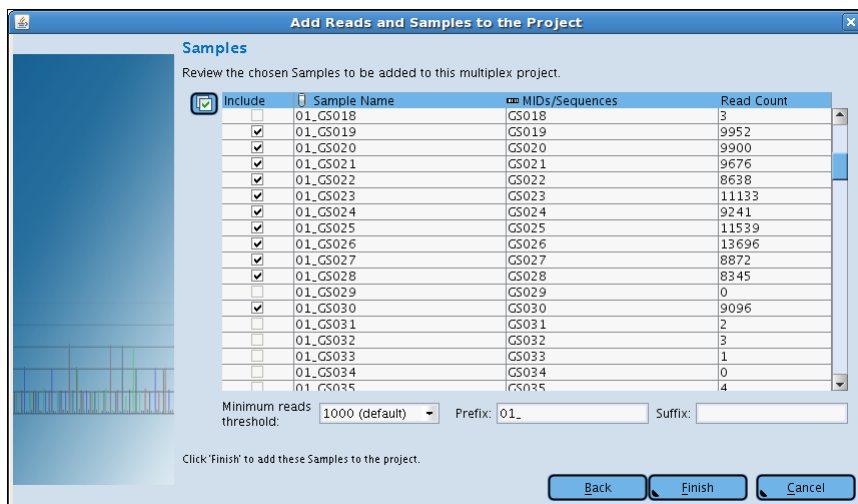 Add Reads and Samples to the Project
Samples
Review the chosen Samples to be added to this multiplex project.
Include Sample Name MIDs/Sequences Read Count
01_GS018 GS018 3
01_GS019 GS019 9952
01_GS020 GS020 9900
01_GS021 GS021 9676
01_GS022 GS022 8638
01_GS023 GS023 11133
01_GS024 GS024 9241
01_GS025 GS025 11539
01_GS026 GS026 13696
01_GS027 GS027 8872
01_GS028 GS028 8345
01_GS029 GS029 0
01_GS030 GS030 9096
01_GS031 GS031 2
01_GS032 GS032 3
01_GS033 GS033 1
01_GS034 GS034 0
01_GS035 GS035 4
Minimum reads threshold: 1000 (default) Prefix: 01_ Suffix:
Click 'Finish' to add these Samples to the project.
Back Finish Cancel